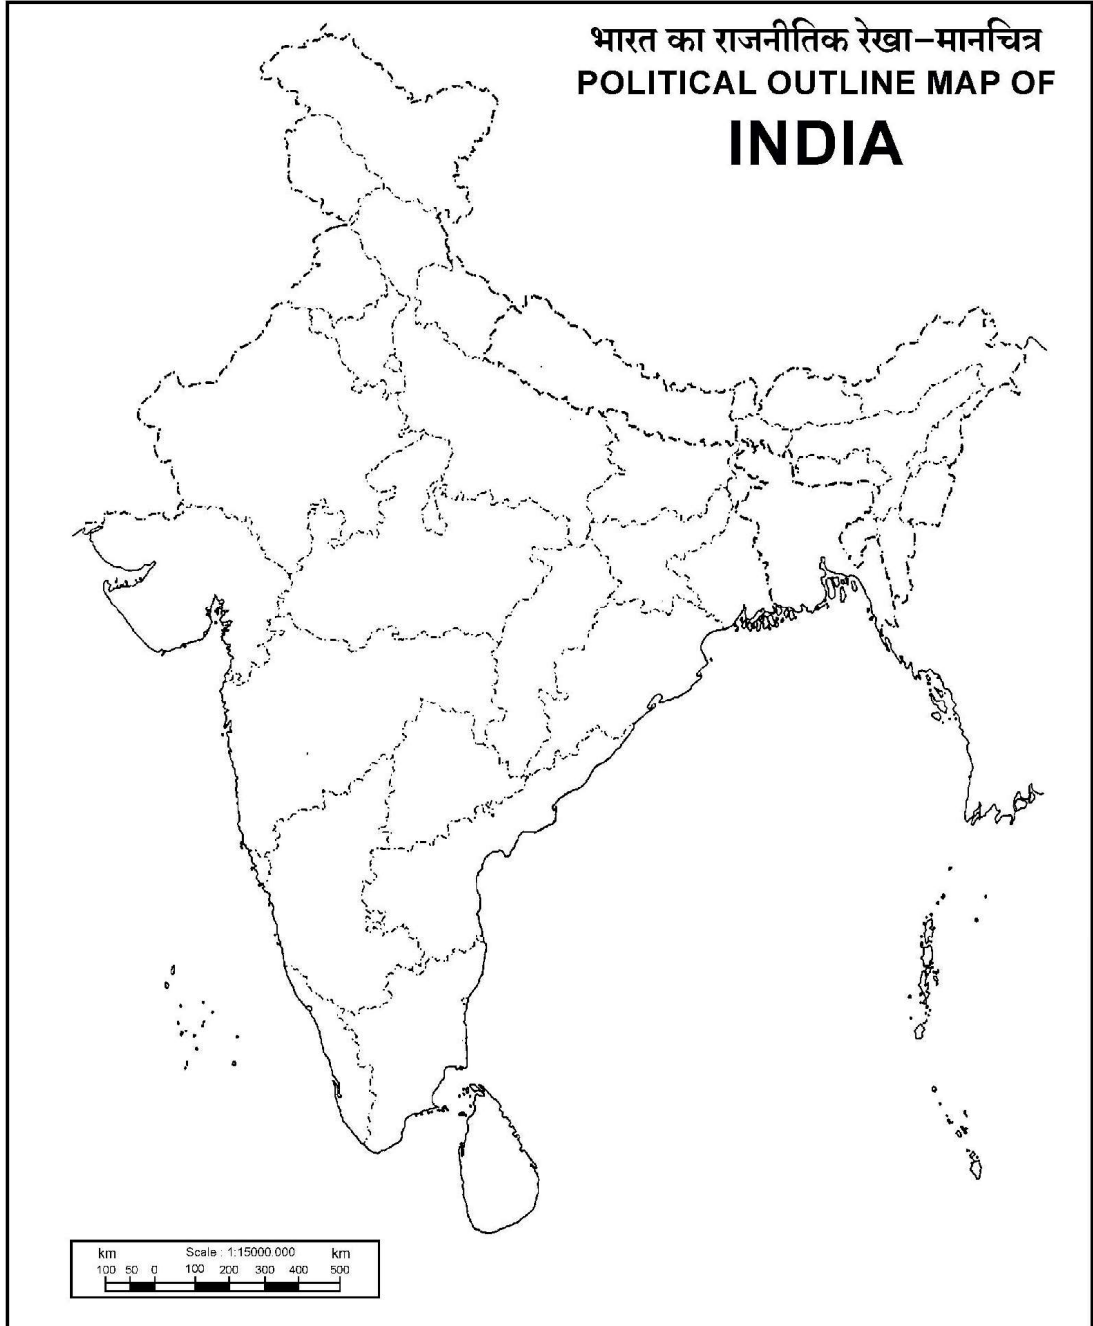 भारत का राजनीतिक रेखा–मानचित्र
POLITICAL OUTLINE MAP OF
INDIA
km Scale : 1:15000.000 km
100 50 0 100 200 300 400 500